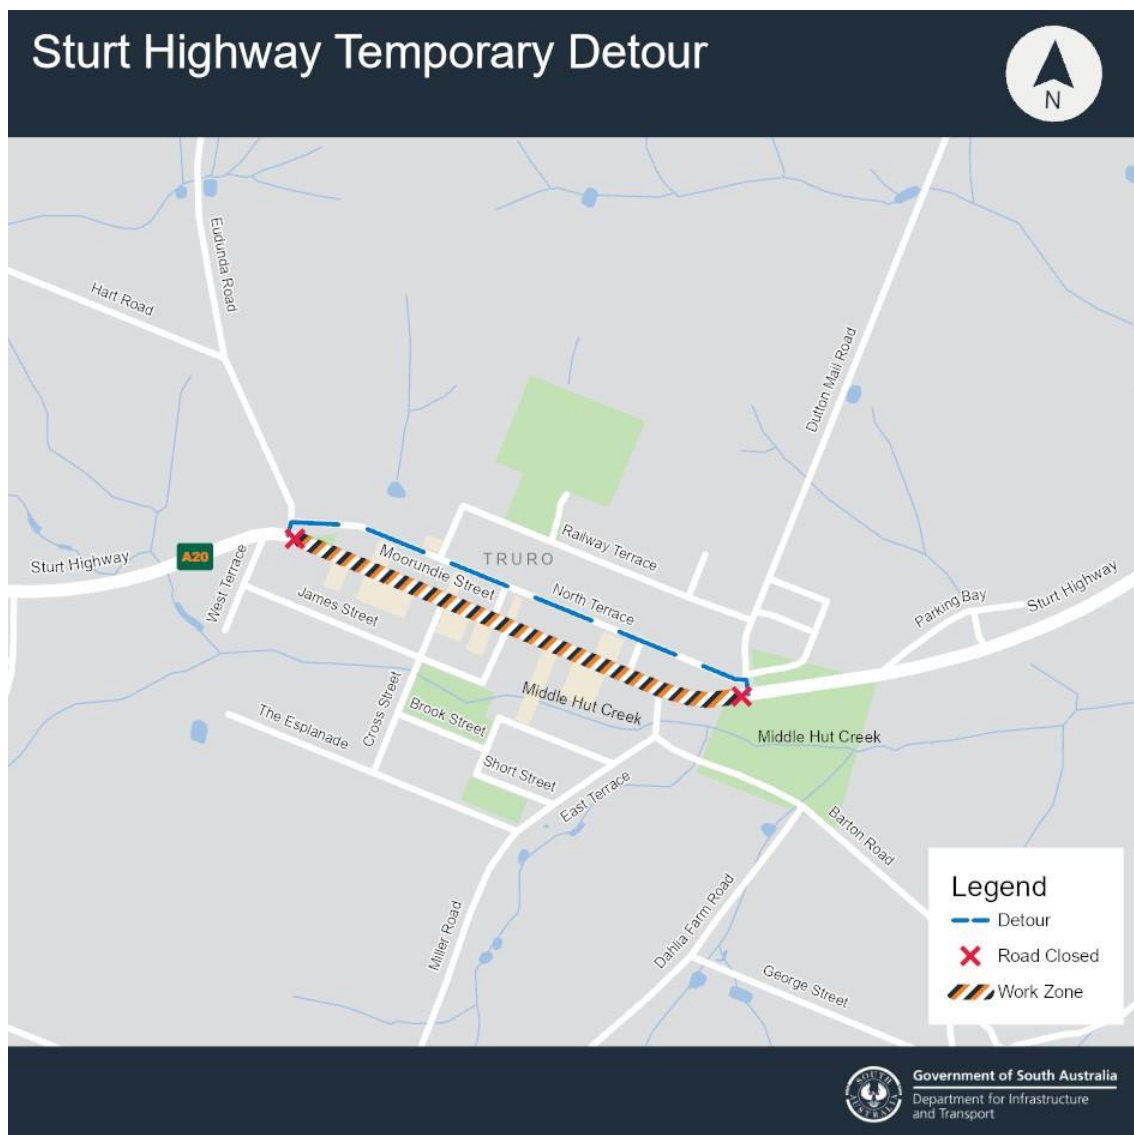 Sturt Highway Temporary Detour
N
Eudunda Road
Hart Road
Dutton Mail Road
Sturt Highway
A20
West Terrace
Moorundie Street
TRURO
Railway Terrace
North Terrace
James Street
Parking Bay
Sturt Highway
Cross Street
Brook Street
Middle Hut Creek
Middle Hut Creek
The Esplanade
Short Street
East Terrace
Barton Road
Miller Road
Dahlia Farm Road
George Street
Legend
Detour
Road Closed
Work Zone
SOUTH
AUSTRALIA
Government of South Australia
Department for Infrastructure
and Transport